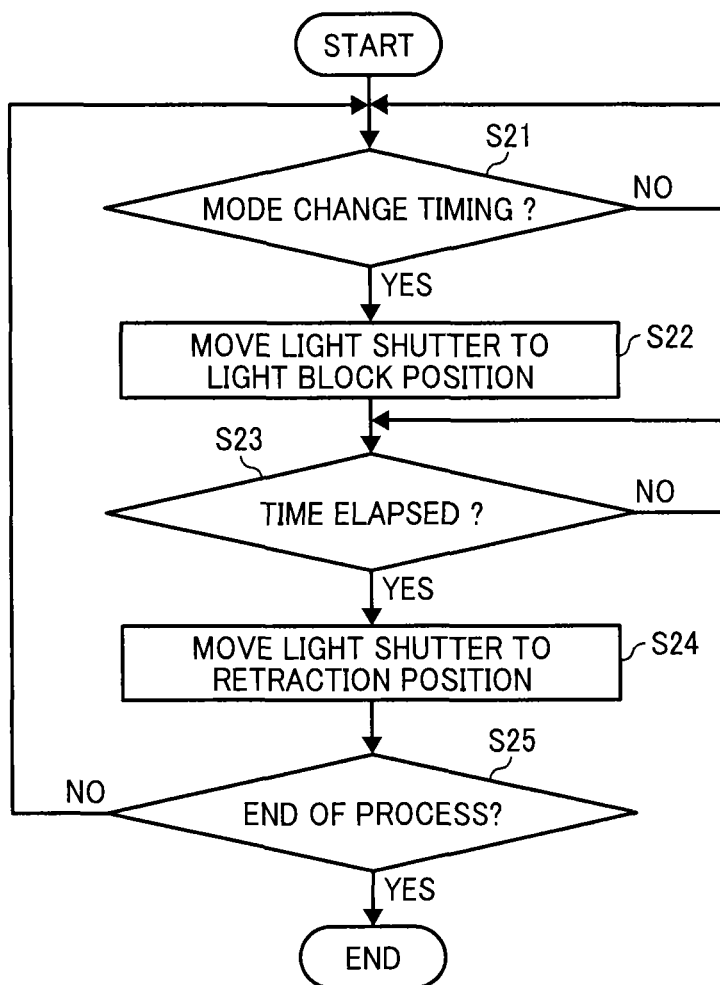 START
S21
MODE CHANGE TIMING ?
NO
YES
MOVE LIGHT SHUTTER TO
LIGHT BLOCK POSITION
S22
S23
TIME ELAPSED ?
NO
YES
MOVE LIGHT SHUTTER TO
RETRACTION POSITION
S24
S25
NO
END OF PROCESS?
YES
END